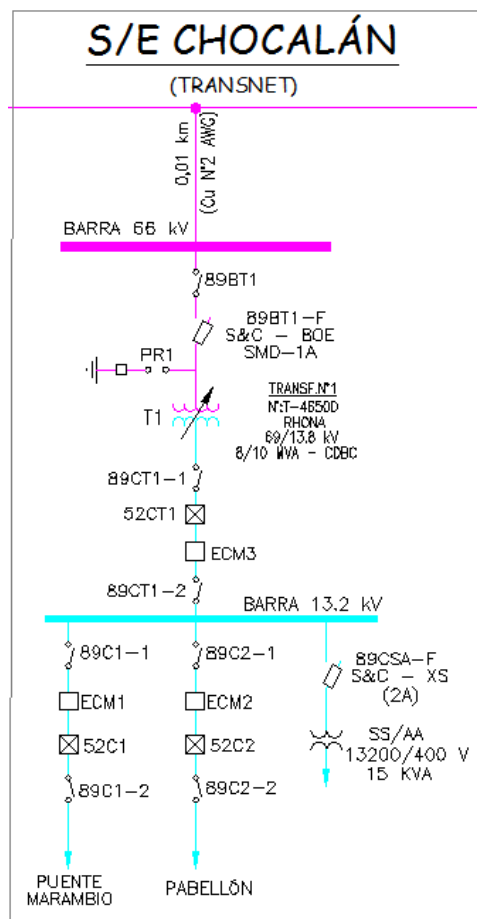 S/E CHOCALÁN
(TRANSNET)
0,01 km
(Cu N°2 AWG)
BARRA 66 kV
89BT1
89BT1-F
S&C - BOE
SMD-1A
PR1
TRANSF.N°1
N°:T-4650D
RHONA
69/13.8 kV
8/10 MVA - CDBC
T1
89CT1-1
52CT1
ECM3
89CT1-2
BARRA 13.2 kV
89C1-1
89C2-1
89CSA-F
S&C - XS
(2A)
ECM1
ECM2
52C1
52C2
SS/AA
13200/400 V
15 KVA
89C1-2
89C2-2
PUENTE
MARAMBIO
PABELLÓN